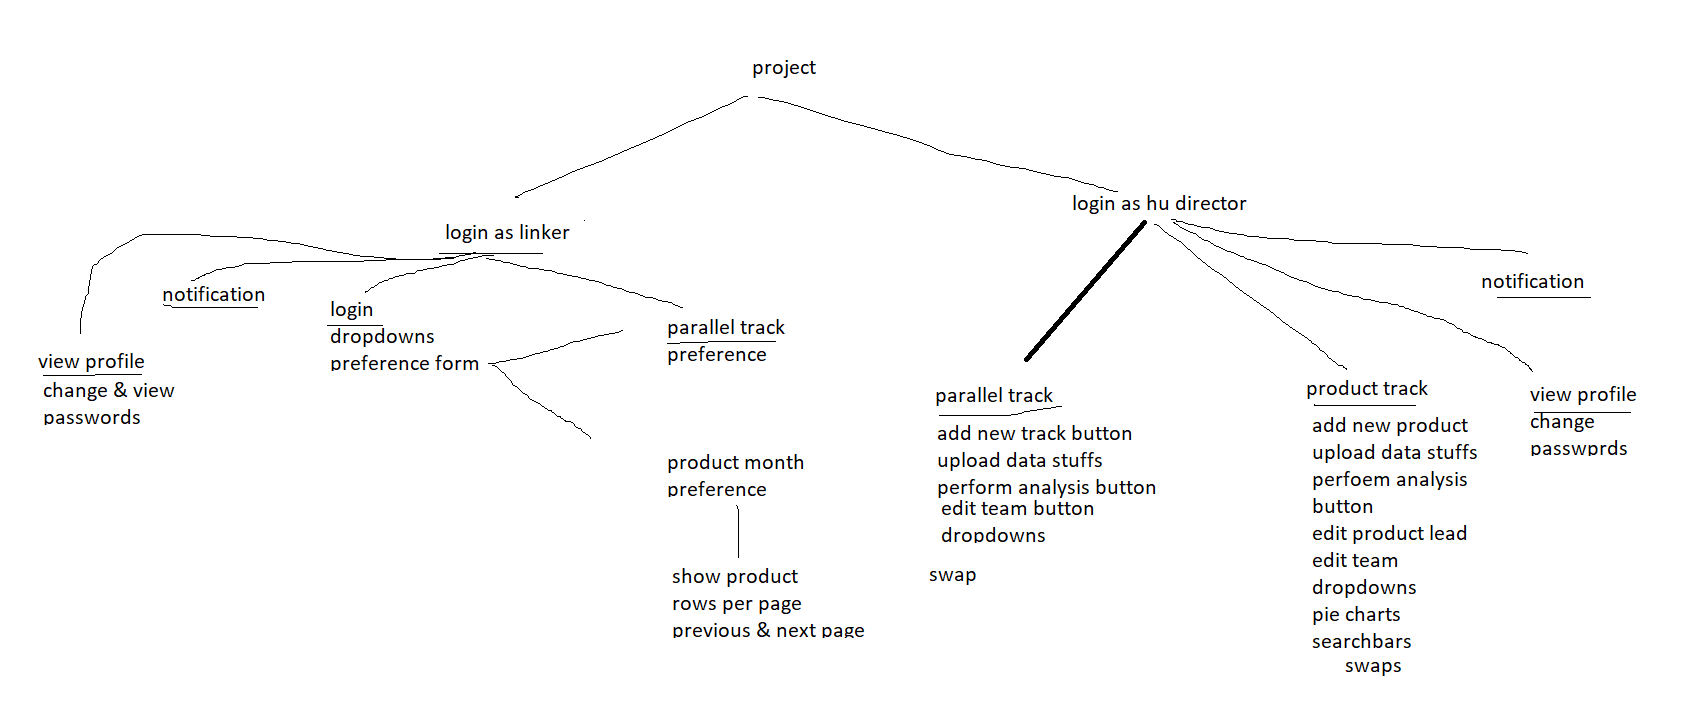 project
login as linker
login as hu director
view profile
change & view
passwords
notification
login
dropdowns
preference form
parallel track
preference
product month
preference
show product
rows per page
previous & next page
parallel track
add new track button
upload data stuffs
perform analysis button
edit team button
dropdowns
swap
product track
add new product
upload data stuffs
perfoem analysis
button
edit product lead
edit team
dropdowns
pie charts
searchbars
swaps
view profile
change
passwprds
notification